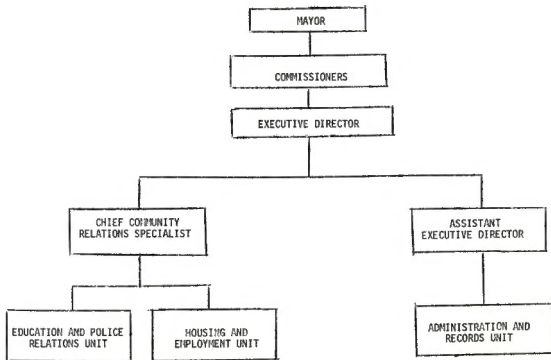 MAYOR
COMMISSIONERS
EXECUTIVE DIRECTOR
CHIEF COMMUNITY
RELATIONS SPECIALIST
ASSISTANT
EXECUTIVE DIRECTOR
EDUCATION AND POLICE
RELATIONS UNIT
HOUSING AND
EMPLOYMENT UNIT
ADMINISTRATION AND
RECORDS UNIT